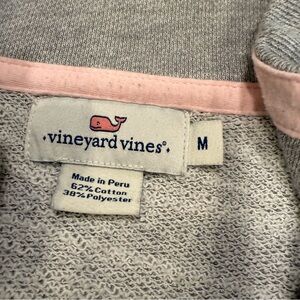 vineyard vines® M
Made in Peru
62% Cotton
38% Polyester